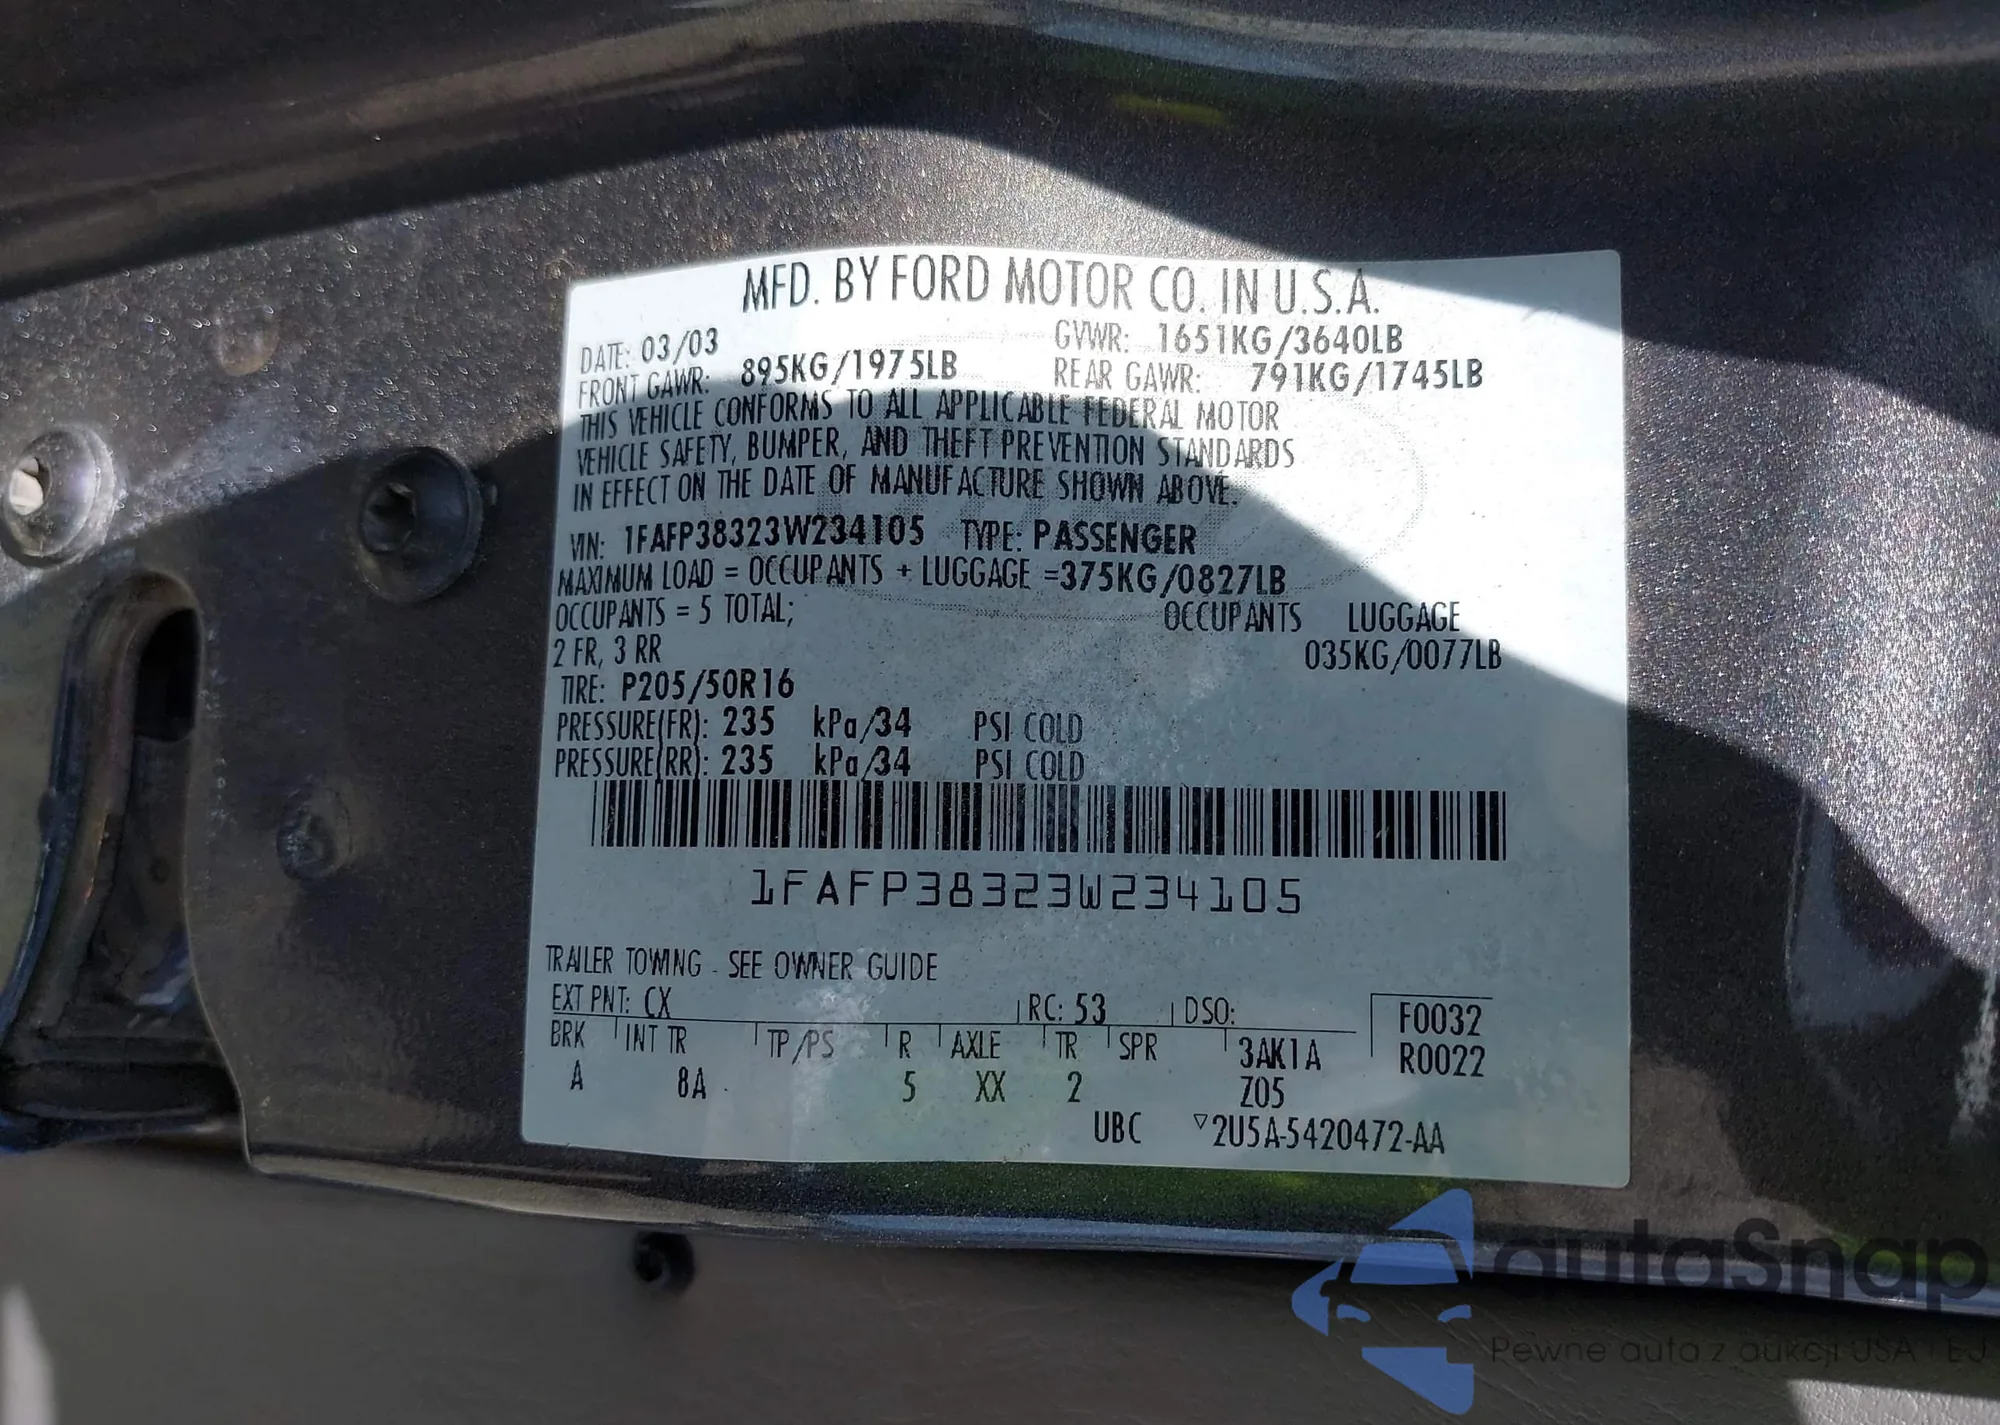 MFD. BY FORD MOTOR CO. IN U.S.A.
DATE: 03/03 GVWR: 1651KG/3640LB
FRONT GAWR: 895KG/1975LB REAR GAWR: 791KG/1745LB
THIS VEHICLE CONFORMS TO ALL APPLICABLE FEDERAL MOTOR
VEHICLE SAFETY, BUMPER, AND THEFT PREVENTION STANDARDS
IN EFFECT ON THE DATE OF MANUFACTURE SHOWN ABOVE.
VIN: 1FAFP38323W234105 TYPE: PASSENGER
MAXIMUM LOAD = OCCUPANTS + LUGGAGE =375KG/0827LB
OCCUPANTS = 5 TOTAL; OCCUPANTS LUGGAGE
2 FR, 3 RR 035KG/0077LB
TIRE: P205/50R16
PRESSURE(FR): 235 kPa/34 PSI COLD
PRESSURE(RR): 235 kPa/34 PSI COLD
1FAFP38323W234105
TRAILER TOWING - SEE OWNER GUIDE
EXT PNT: CX RC: 53 DSO: F0032
BRK INT TR TP/PS R AXLE TR SPR 3AK1A R0022
A 8A 5 XX 2 Z05
UBC ▽2U5A-5420472-AA
autaSnap
Pewne auta z aukcji USA i EU